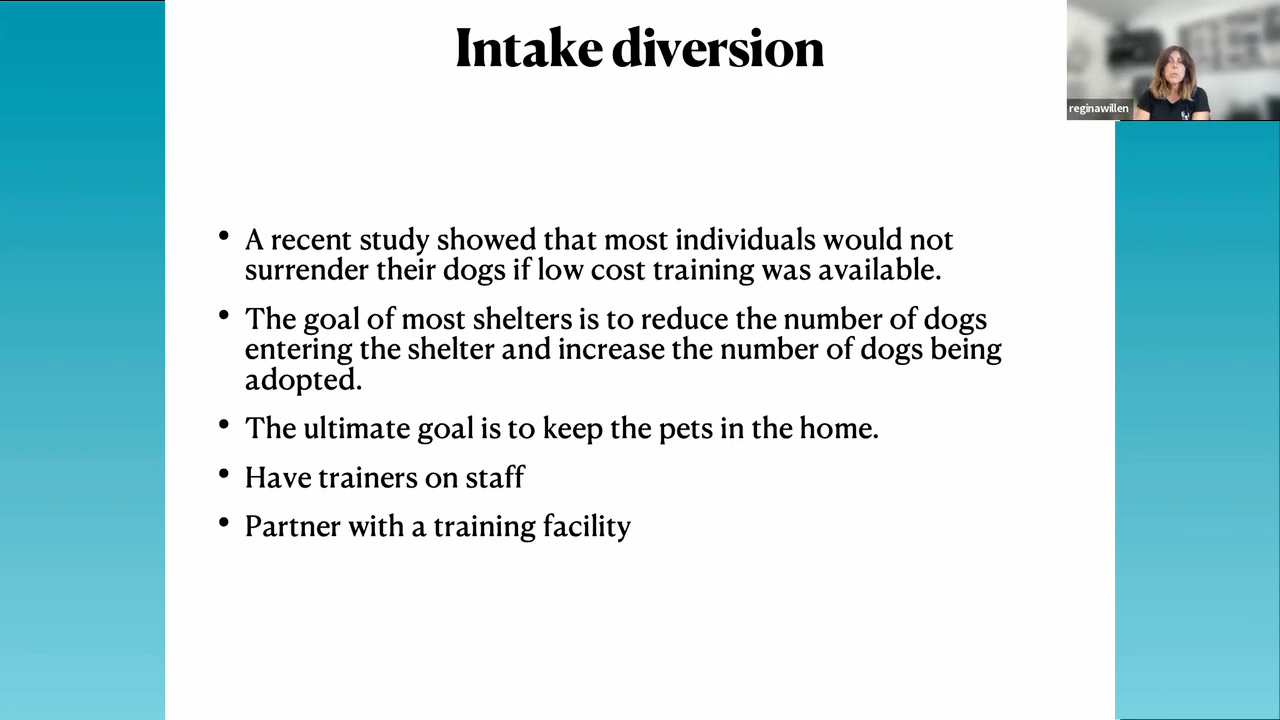 Intake diversion
reginawillen
• A recent study showed that most individuals would not
surrender their dogs if low cost training was available.
• The goal of most shelters is to reduce the number of dogs
entering the shelter and increase the number of dogs being
adopted.
• The ultimate goal is to keep the pets in the home.
• Have trainers on staff
• Partner with a training facility